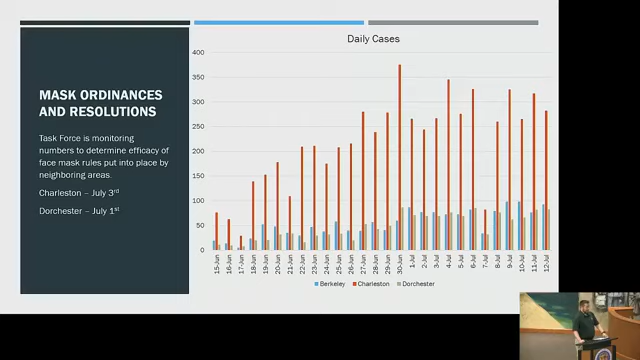 MASK ORDINANCES
AND RESOLUTIONS
Task Force is monitoring
numbers to determine efficacy of
face mask rules put into place by
neighboring areas.
Charleston – July 3rd
Dorchester – July 1st
Daily Cases
400
350
300
250
200
150
100
50
0
15-Jun
16-Jun
17-Jun
18-Jun
19-Jun
20-Jun
21-Jun
22-Jun
23-Jun
24-Jun
25-Jun
26-Jun
27-Jun
28-Jun
29-Jun
30-Jun
1-Jul
2-Jul
3-Jul
4-Jul
5-Jul
6-Jul
7-Jul
8-Jul
9-Jul
10-Jul
11-Jul
12-Jul
Berkeley Charleston Dorchester